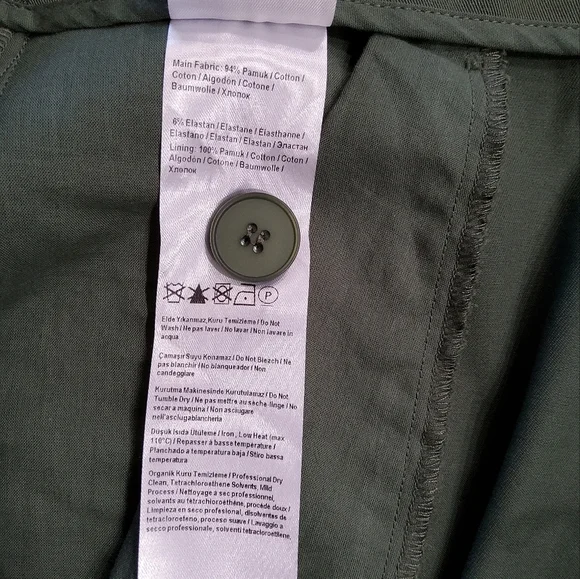 Main Fabric: 94% Pamuk / Cotton /
Coton / Algodón / Cotone /
Baumwolle / Хлопок
6% Elastan / Elastane / Élasthanne /
Elastano / Elastan / Elastan / Эластан
Lining: 100% Pamuk / Cotton / Coton /
Algodón / Cotone / Baumwolle /
Хлопок
P
Elde Yıkanmaz, Kuru Temizleme / Do Not
Wash / Ne pas laver / No lavar / Non lavare in
acqua
Çamaşır Suyu Konamaz / Do Not Bleach / Ne
pas blanchir / No blanqueador / Non
candeggiare
Kurutma Makinesinde Kurutulamaz / Do Not
Tumble Dry / Ne pas mettre au sèche-linge / No
secar a maquina / Non asciugare
nell'asciugabiancheria
Düşük Isıda Ütüleme / Iron, Low Heat (max
110°C) / Repasser à basse température /
Planchado a temperatura baja / Stiro bassa
temperatura
Organik Kuru Temizleme / Professional Dry
Clean, Tetrachloroethene Solvents, Mild
Process / Nettoyage a sec professionnel,
solvants au tétrachloroéthène, procédé doux /
Limpieza en seco profesional, disolventes de
tetracloroeteno, proceso suave / Lavaggio a
secco professionale, solventi tetracloroetilene,